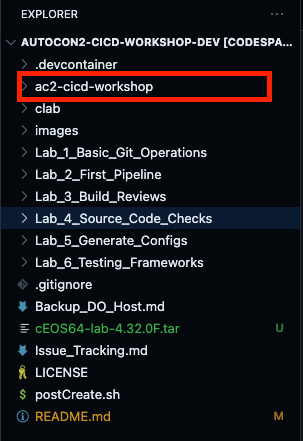 EXPLORER
AUTOCON2-CICD-WORKSHOP-DEV [CODESPA...
.devcontainer
ac2-cicd-workshop
clab
images
Lab_1_Basic_Git_Operations
Lab_2_First_Pipeline
Lab_3_Build_Reviews
Lab_4_Source_Code_Checks
Lab_5_Generate_Configs
Lab_6_Testing_Frameworks
.gitignore
Backup_DO_Host.md
cEOS64-lab-4.32.0F.tar U
Issue_Tracking.md
LICENSE
postCreate.sh
README.md M